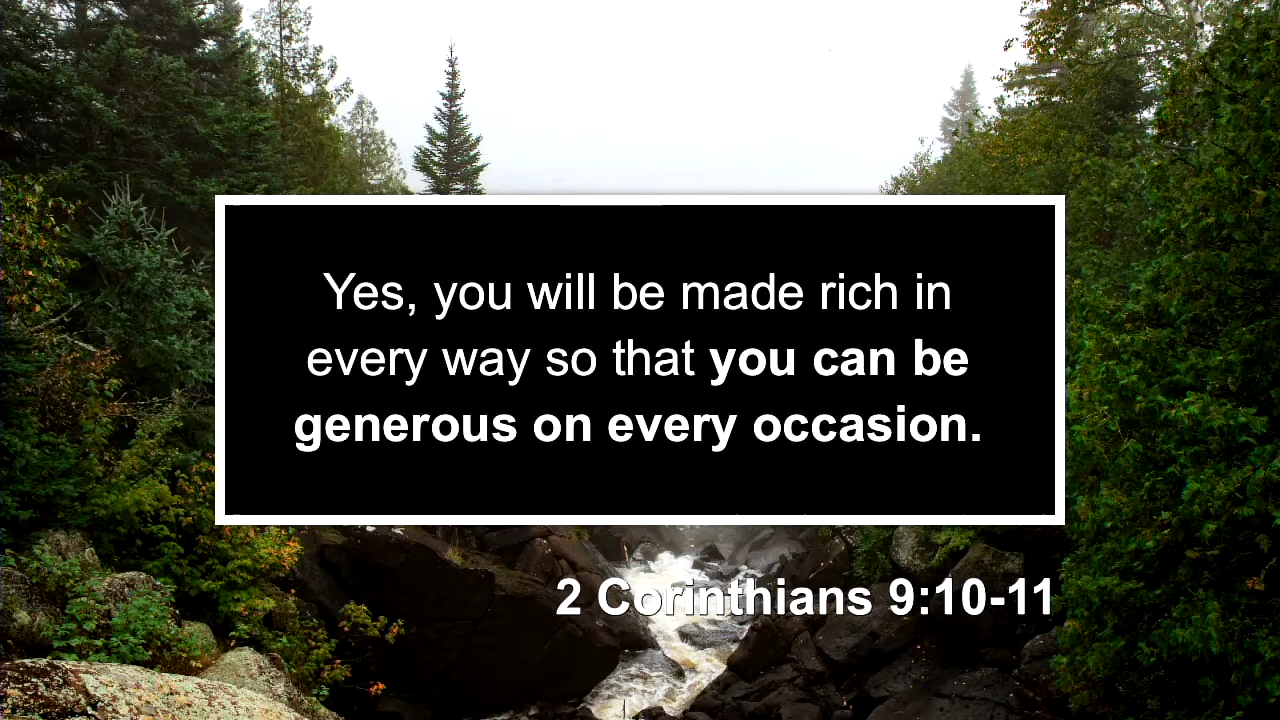 Yes, you will be made rich in
every way so that you can be
generous on every occasion.
2 Corinthians 9:10-11